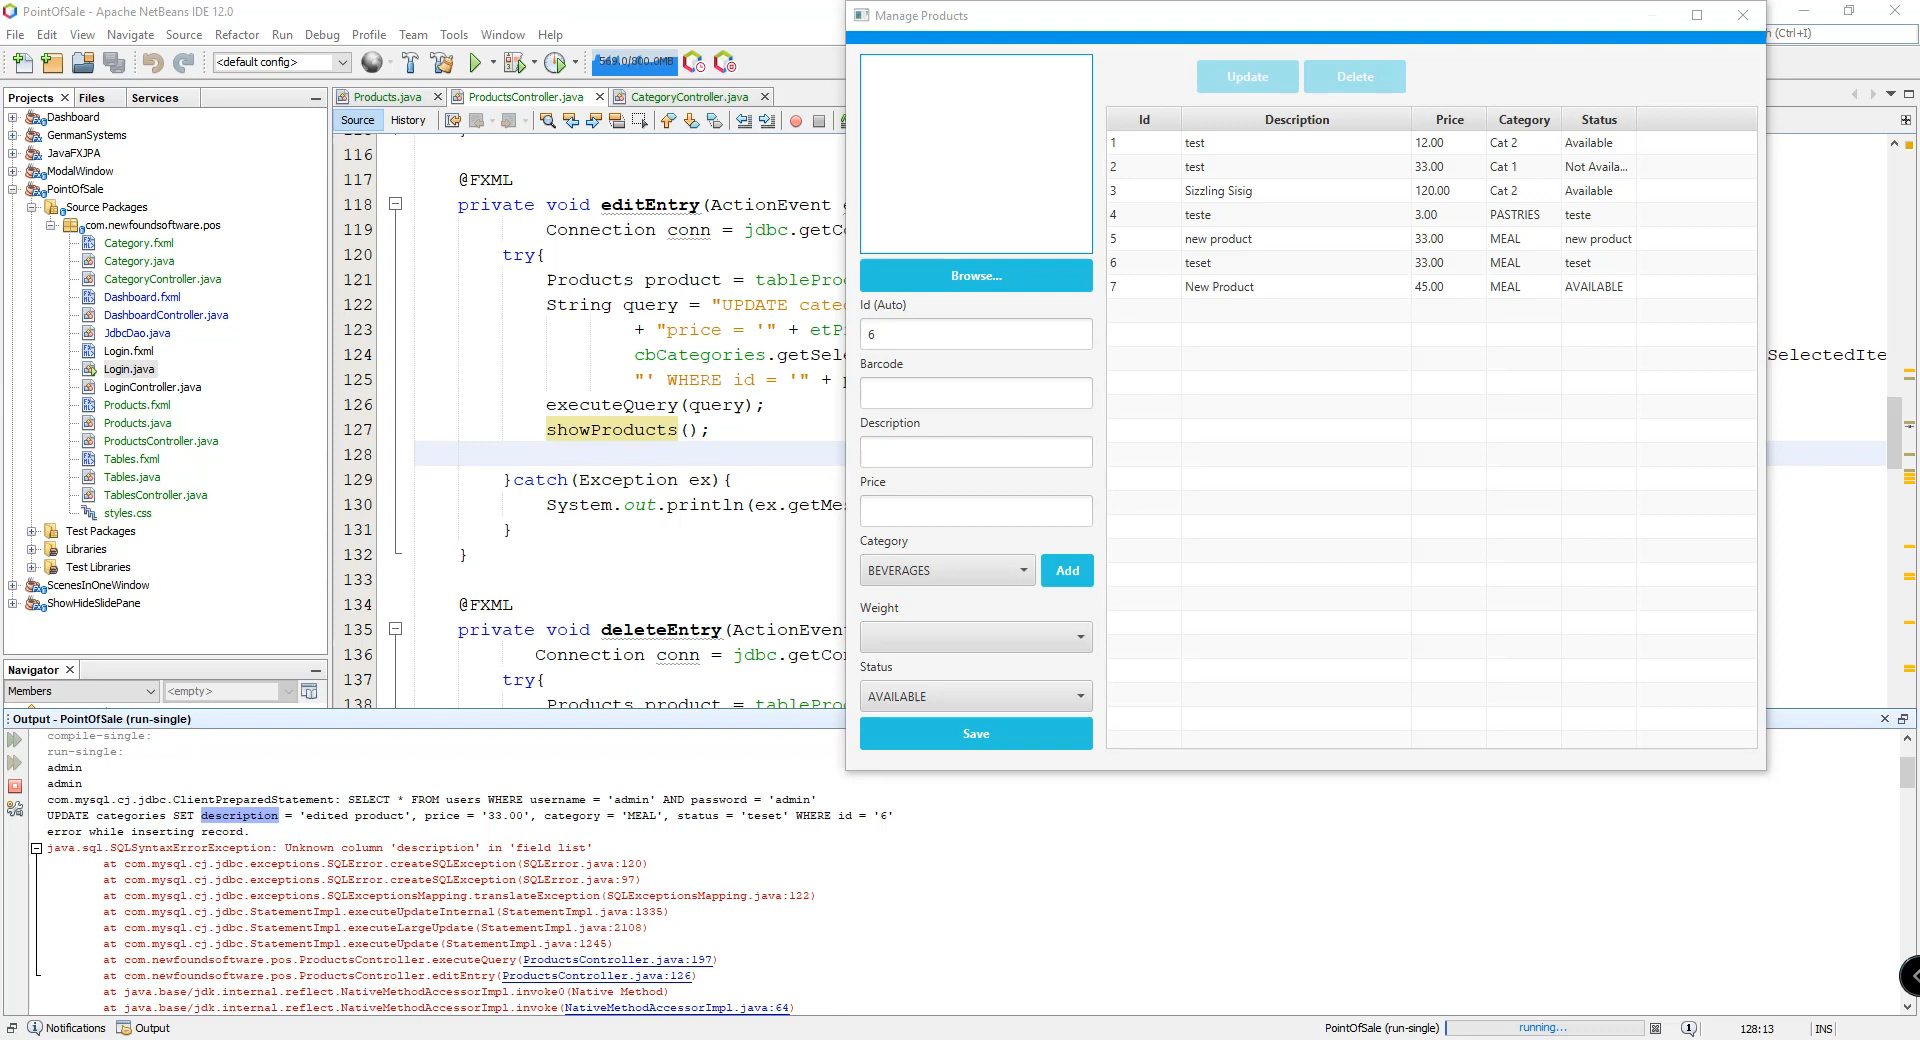 PointOfSale - Apache NetBeans IDE 12.0
File Edit View Navigate Source Refactor Run Debug Profile Team Tools Window Help
(Ctrl+I)
<default config>
569.0/800.0MB
Projects Files Services
Dashboard
GenmanSystems
JavaFXJPA
ModalWindow
PointOfSale
Source Packages
com.newfoundsoftware.pos
Category.fxml
Category.java
CategoryController.java
Dashboard.fxml
DashboardController.java
JdbcDao.java
Login.fxml
Login.java
LoginController.java
Products.fxml
Products.java
ProductsController.java
Tables.fxml
Tables.java
TablesController.java
styles.css
Test Packages
Libraries
Test Libraries
ScenesInOneWindow
ShowHideSlidePane
Navigator
Members <empty>
Products.java ProductsController.java CategoryController.java
Source History
116
117 @FXML
118 private void editEntry(ActionEvent
119 Connection conn = jdbc.getCo
120 try{
121 Products product = tablePro
122 String query = "UPDATE cate
123 + "price = '" + etP
124 cbCategories.getSel
125 "' WHERE id = '" +
126 executeQuery(query);
127 showProducts();
128
129 }catch(Exception ex){
130 System.out.println(ex.getMe
131 }
132 }
133
134 @FXML
135 private void deleteEntry(ActionEvent
136 Connection conn = jdbc.getCo
137 try{
138 Products product = tablePro
SelectedIte
Manage Products
Browse...
Id (Auto)
6
Barcode
Description
Price
Category
BEVERAGES Add
Weight
Status
AVAILABLE
Save
Update Delete
Id Description Price Category Status
1 test 12.00 Cat 2 Available
2 test 33.00 Cat 1 Not Availa...
3 Sizzling Sisig 120.00 Cat 2 Available
4 teste 3.00 PASTRIES teste
5 new product 33.00 MEAL new product
6 teset 33.00 MEAL teset
7 New Product 45.00 MEAL AVAILABLE
Output - PointOfSale (run-single)
compile-single:
run-single:
admin
admin
com.mysql.cj.jdbc.ClientPreparedStatement: SELECT * FROM users WHERE username = 'admin' AND password = 'admin'
UPDATE categories SET description = 'edited product', price = '33.00', category = 'MEAL', status = 'teset' WHERE id = '6'
error while inserting record.
java.sql.SQLSyntaxErrorException: Unknown column 'description' in 'field list'
at com.mysql.cj.jdbc.exceptions.SQLError.createSQLException(SQLError.java:120)
at com.mysql.cj.jdbc.exceptions.SQLError.createSQLException(SQLError.java:97)
at com.mysql.cj.jdbc.exceptions.SQLExceptionsMapping.translateException(SQLExceptionsMapping.java:122)
at com.mysql.cj.jdbc.StatementImpl.executeUpdateInternal(StatementImpl.java:1335)
at com.mysql.cj.jdbc.StatementImpl.executeLargeUpdate(StatementImpl.java:2108)
at com.mysql.cj.jdbc.StatementImpl.executeUpdate(StatementImpl.java:1245)
at com.newfoundsoftware.pos.ProductsController.executeQuery(ProductsController.java:197)
at com.newfoundsoftware.pos.ProductsController.editEntry(ProductsController.java:126)
at java.base/jdk.internal.reflect.NativeMethodAccessorImpl.invoke0(Native Method)
at java.base/jdk.internal.reflect.NativeMethodAccessorImpl.invoke(NativeMethodAccessorImpl.java:64)
Notifications Output
PointOfSale (run-single) running... 128:13 INS